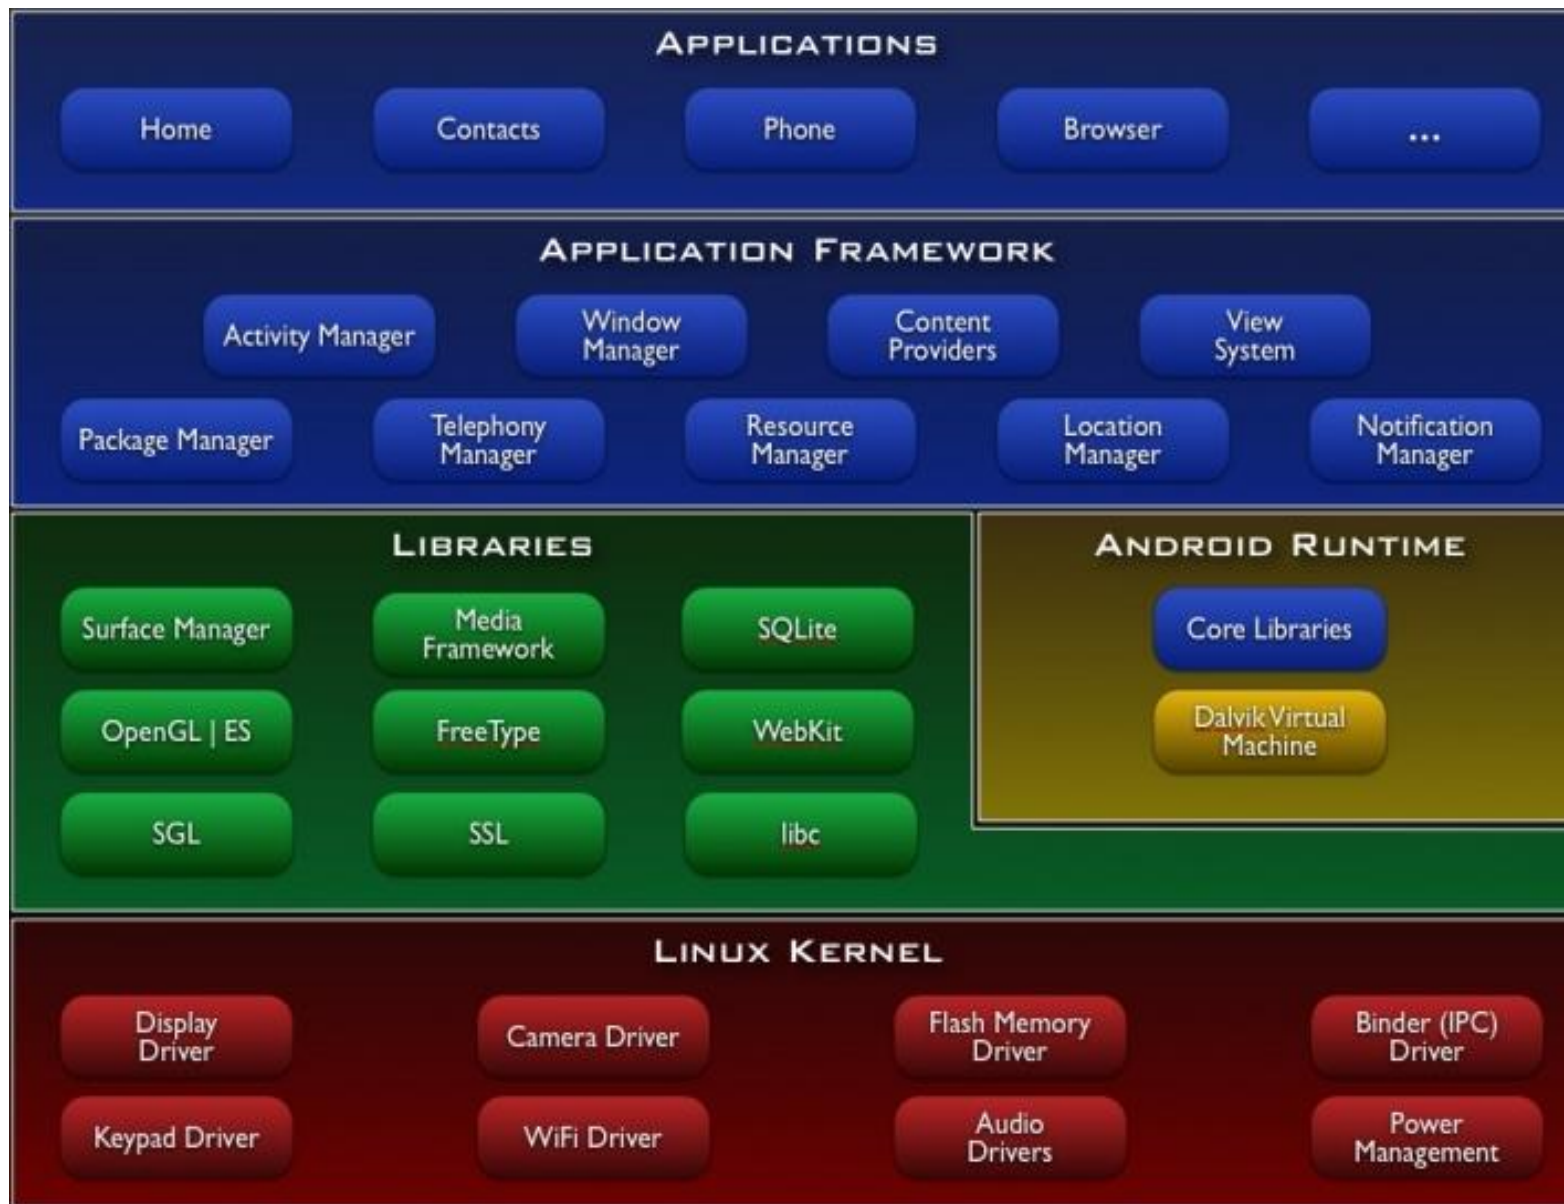 APPLICATIONS
Home
Contacts
Phone
Browser
...
APPLICATION FRAMEWORK
Activity Manager
Window
Manager
Content
Providers
View
System
Package Manager
Telephony
Manager
Resource
Manager
Location
Manager
Notification
Manager
LIBRARIES
Surface Manager
Media
Framework
SQLite
OpenGL | ES
FreeType
WebKit
SGL
SSL
libc
ANDROID RUNTIME
Core Libraries
Dalvik Virtual
Machine
LINUX KERNEL
Display
Driver
Camera Driver
Flash Memory
Driver
Binder (IPC)
Driver
Keypad Driver
WiFi Driver
Audio
Drivers
Power
Management